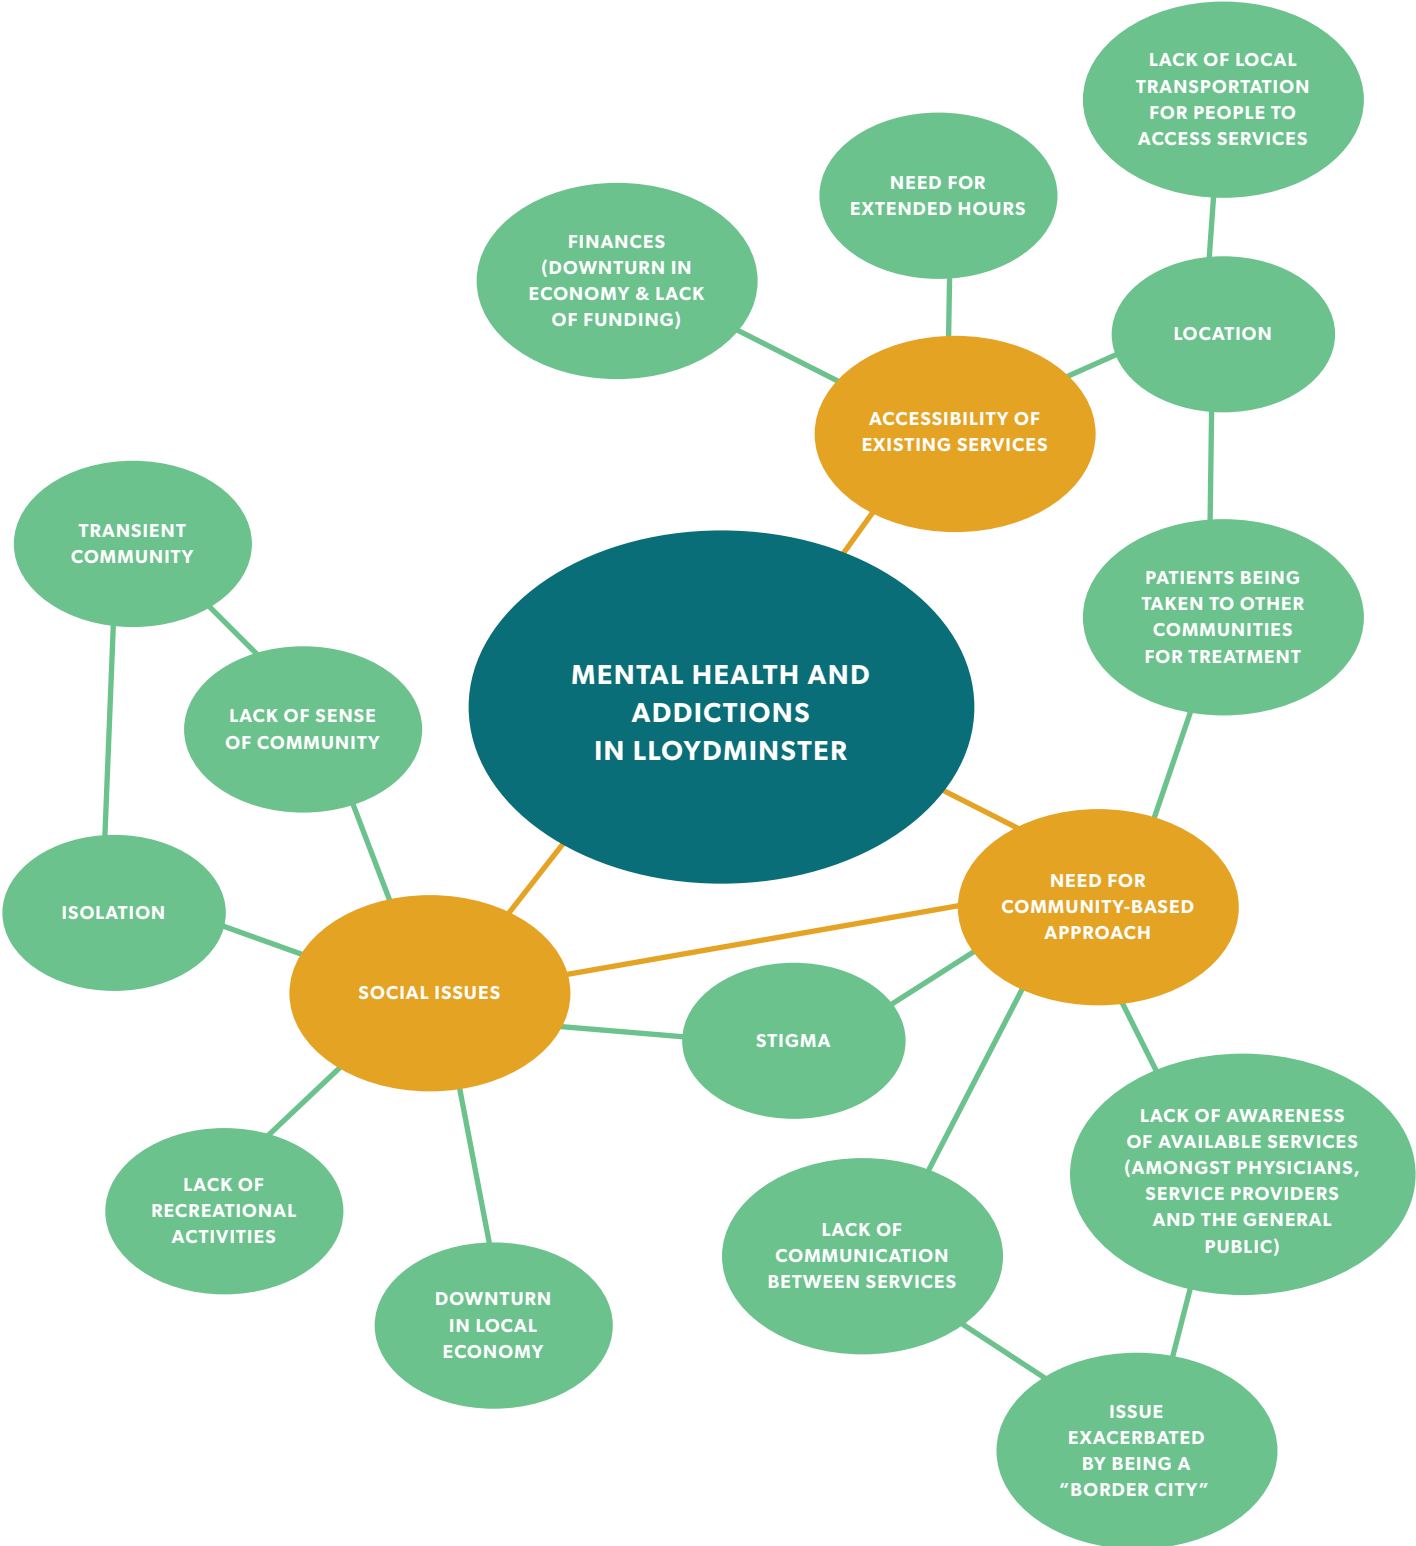 LACK OF LOCAL
TRANSPORTATION
FOR PEOPLE TO
ACCESS SERVICES
NEED FOR
EXTENDED HOURS
FINANCES
(DOWNTURN IN
ECONOMY & LACK
OF FUNDING)
LOCATION
ACCESSIBILITY OF
EXISTING SERVICES
TRANSIENT
COMMUNITY
PATIENTS BEING
TAKEN TO OTHER
COMMUNITIES
FOR TREATMENT
MENTAL HEALTH AND
ADDICTIONS
IN LLOYDMINSTER
LACK OF SENSE
OF COMMUNITY
NEED FOR
COMMUNITY-BASED
APPROACH
ISOLATION
SOCIAL ISSUES
STIGMA
LACK OF AWARENESS
OF AVAILABLE SERVICES
(AMONGST PHYSICIANS,
SERVICE PROVIDERS
AND THE GENERAL
PUBLIC)
LACK OF
RECREATIONAL
ACTIVITIES
LACK OF
COMMUNICATION
BETWEEN SERVICES
DOWNTURN
IN LOCAL
ECONOMY
ISSUE
EXACERBATED
BY BEING A
“BORDER CITY”